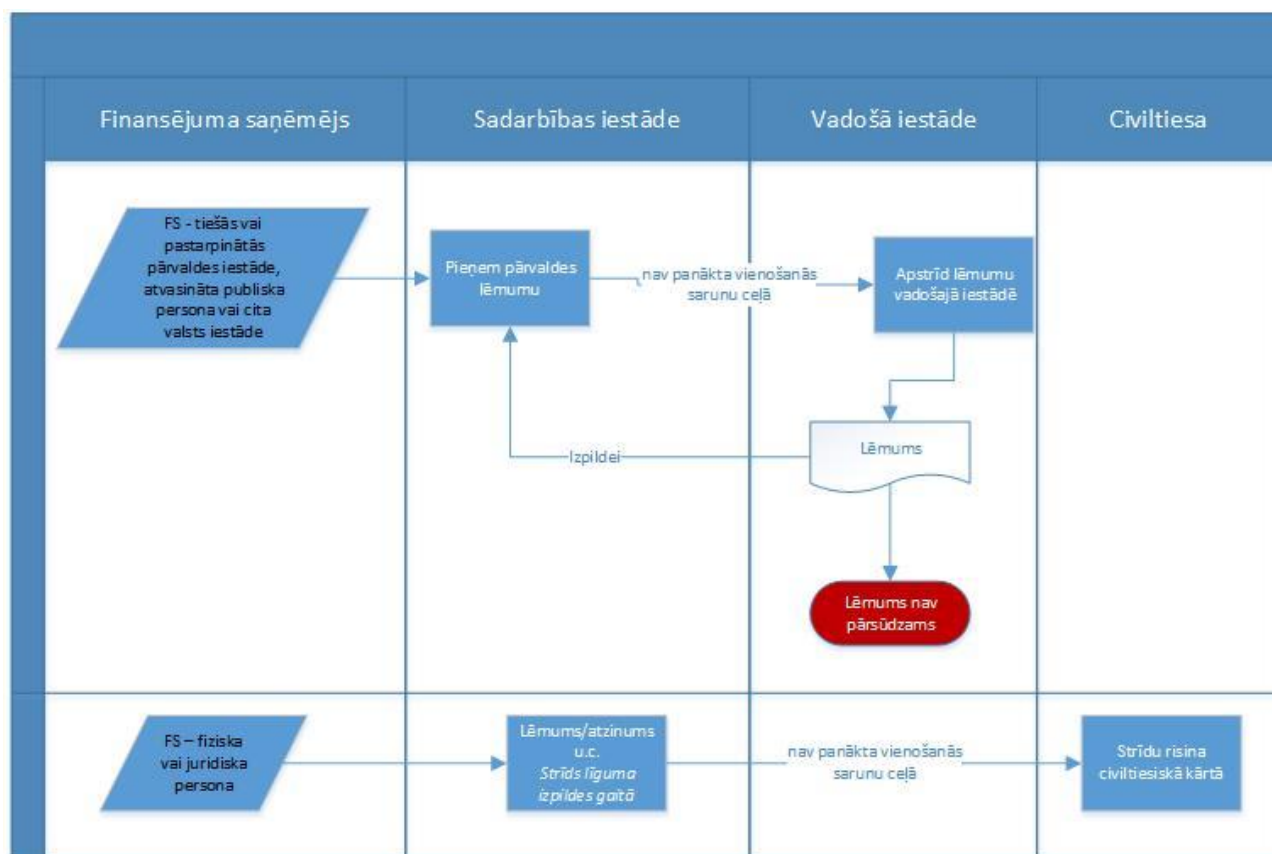 Finansējuma saņēmējs
Sadarbības iestāde
Vadošā iestāde
Civiltiesa
FS - tiešās vai
pastarpinātās
pārvaldes iestāde,
atvasināta publiska
persona vai cita
valsts iestāde
Pieņem pārvaldes
lēmumu
nav panākta vienošanās
sarunu ceļā
Apstrīd lēmumu
vadošajā iestādē
Lēmums
Izpildei
Lēmums nav
pārsūdzams
FS – fiziska
vai juridiska
persona
Lēmums/atzinums
u.c.
Strīds līguma
izpildes gaitā
nav panākta vienošanās
sarunu ceļā
Strīdu risina
civiltiesiskā kārtā